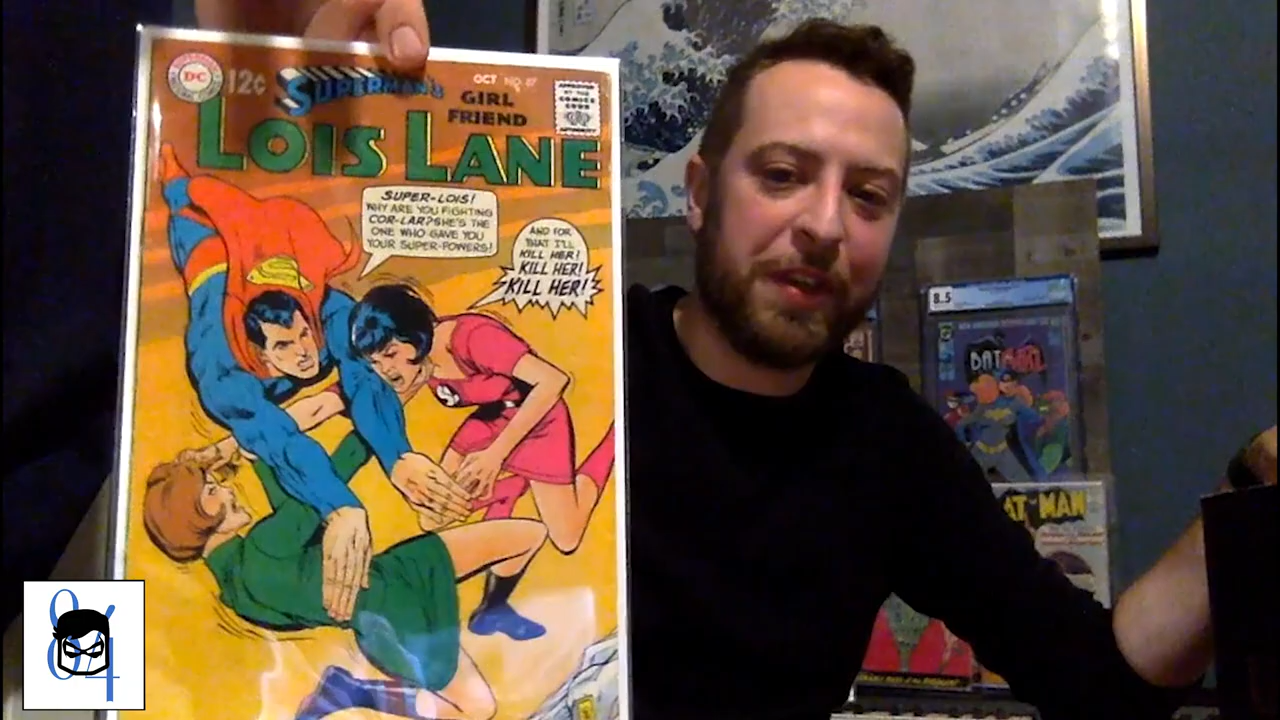 DC
12¢
SUPERMAN'S
OCT NO. 87
GIRL
FRIEND
LOIS LANE
APPROVED
BY THE
COMICS
CODE
AUTHORITY
SUPER-LOIS!
WHY ARE YOU FIGHTING
COR-LAR? SHE'S THE
ONE WHO GAVE YOU
YOUR SUPER-POWERS!
AND FOR
THAT I'LL
KILL HER!
KILL HER!
KILL HER!
8.5
BATMAN
AT MAN